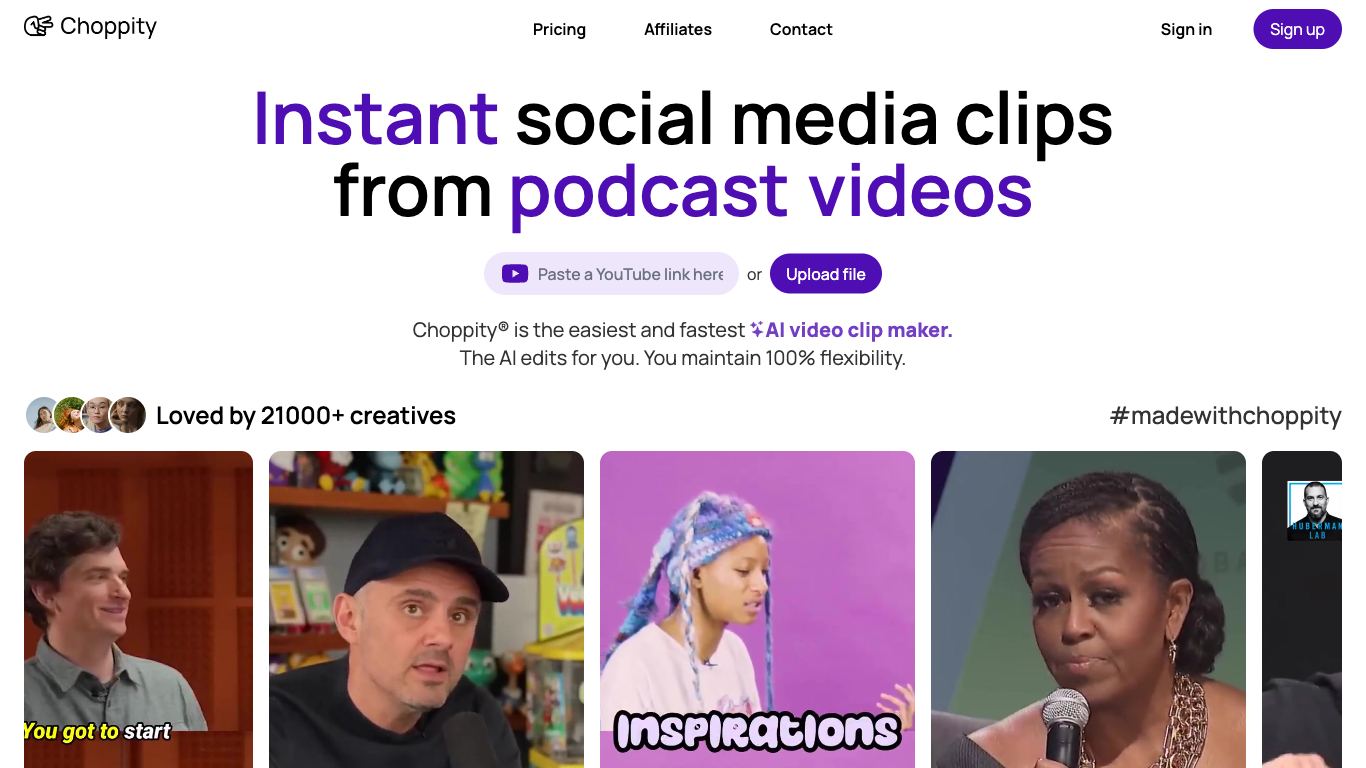 Choppity
Pricing
Affiliates
Contact
Sign in
Sign up
Instant social media clips
from podcast videos
Paste a YouTube link here
or
Upload file
Choppity® is the easiest and fastest AI video clip maker.
The AI edits for you. You maintain 100% flexibility.
Loved by 21000+ creatives
#madewithchoppity
You got to start
Inspirations
HUBERMAN
LAB